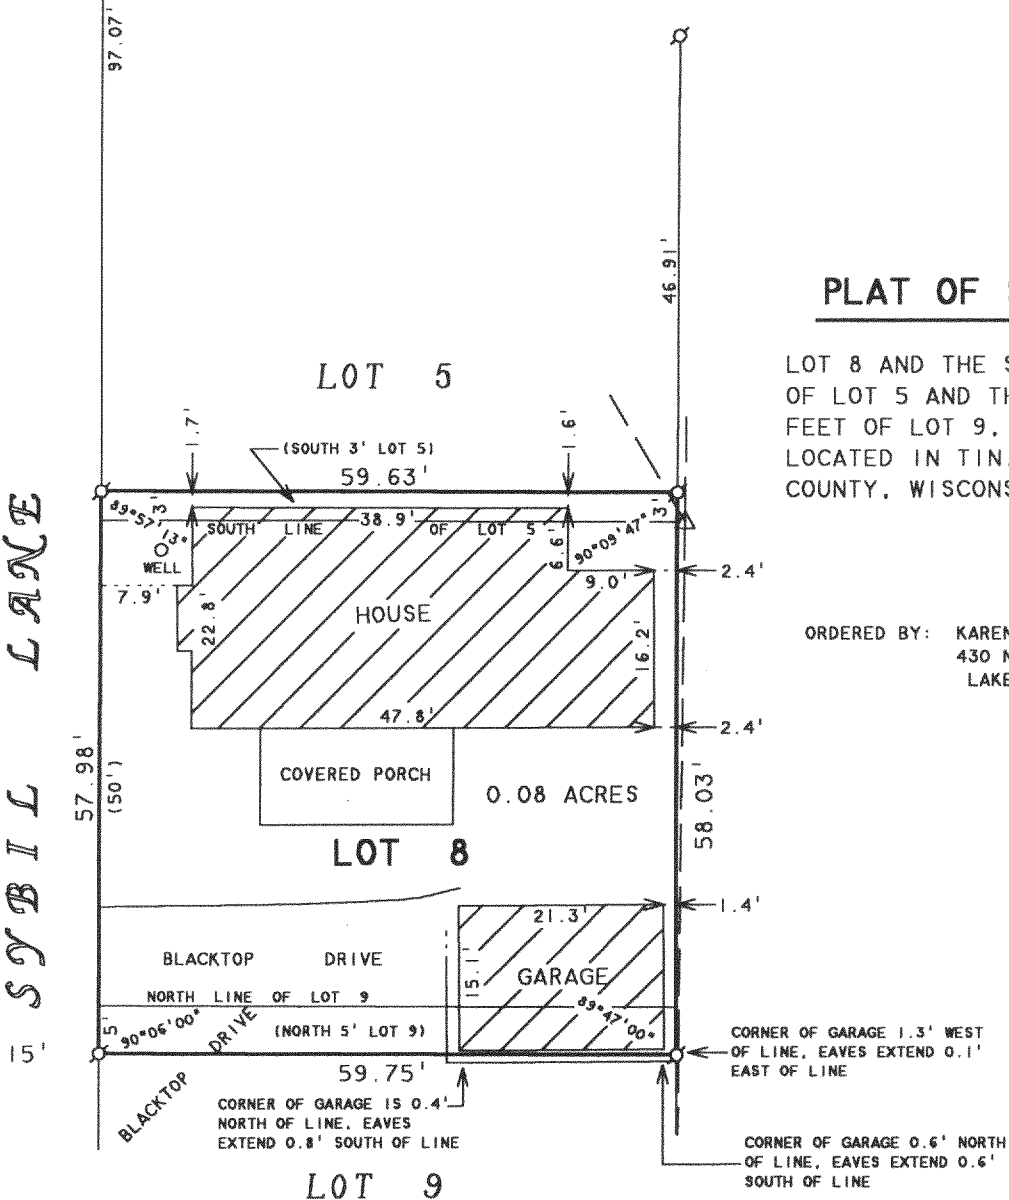 97.07'
46.91'
PLAT OF
LOT 8 AND THE
OF LOT 5 AND
FEET OF LOT 9,
LOCATED IN
COUNTY, WISCONS
LOT 5
1.7'
1.6'
(SOUTH 3' LOT 5)
59.63'
89°57'13"
3'
SOUTH LINE 38.9' OF LOT 5
90°09'47"
3'
WELL
6.6'
9.0'
2.4'
7.9'
22.8'
HOUSE
16.2'
ORDERED BY: KAREN
430 N
LAKE
47.8'
2.4'
SYBIL LANE
57.98'
(50')
COVERED PORCH
0.08 ACRES
58.03'
LOT 8
21.3'
1.4'
15.1'
BLACKTOP DRIVE
GARAGE
NORTH LINE OF LOT 9
89°47'00"
5'
90°06'00"
DRIVE
(NORTH 5' LOT 9)
15'
BLACKTOP
59.75'
CORNER OF GARAGE 1.3' WEST
OF LINE, EAVES EXTEND 0.1'
EAST OF LINE
CORNER OF GARAGE IS 0.4'
NORTH OF LINE, EAVES
EXTEND 0.8' SOUTH OF LINE
CORNER OF GARAGE 0.6' NORTH
OF LINE, EAVES EXTEND 0.6'
SOUTH OF LINE
LOT 9